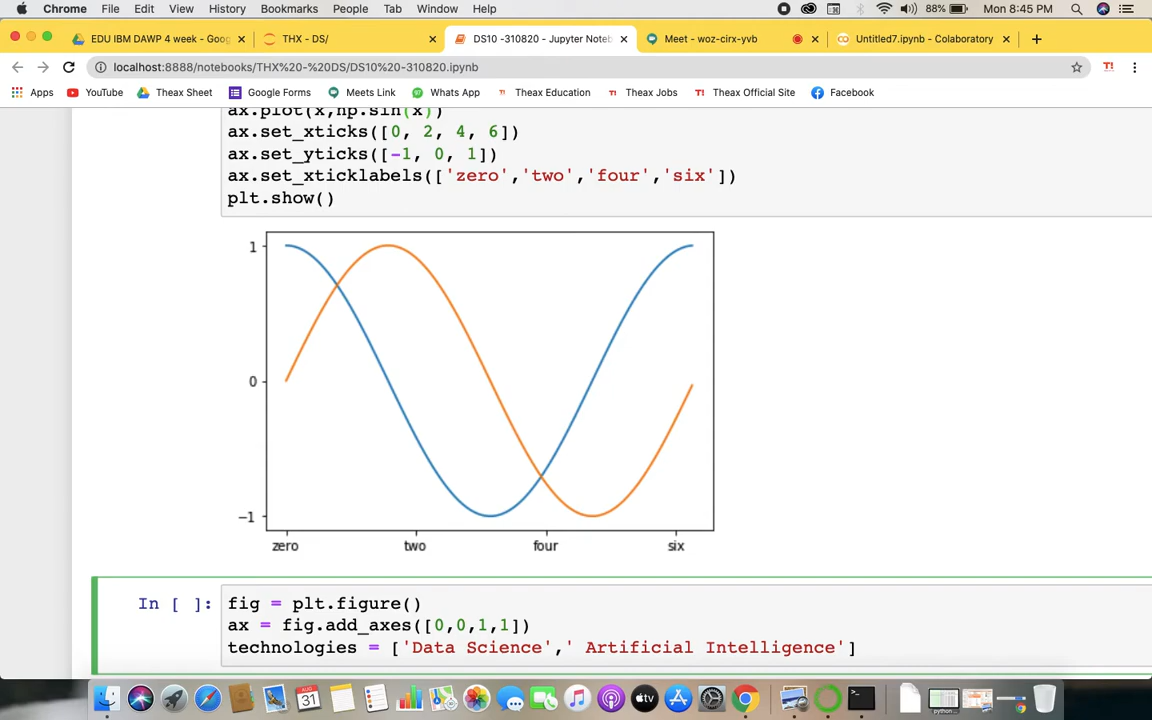 Chrome File Edit View History Bookmarks People Tab Window Help 88% Mon 8:45 PM
EDU IBM DAWP 4 week - Goo THX - DS/ DS10 -310820 - Jupyter Noteb Meet - woz-cirx-yvb Untitled7.ipynb - Colaboratory
localhost:8888/notebooks/THX%20-%20DS/DS10%20-310820.ipynb T!
Apps YouTube Theax Sheet Google Forms Meets Link Whats App Theax Education Theax Jobs Theax Official Site Facebook
ax.plot(x,np.sin(x))
ax.set_xticks([0, 2, 4, 6])
ax.set_yticks([-1, 0, 1])
ax.set_xticklabels(['zero','two','four','six'])
plt.show()
1
0
−1
zero two four six
In [ ]: fig = plt.figure()
ax = fig.add_axes([0,0,1,1])
technologies = ['Data Science',' Artificial Intelligence']